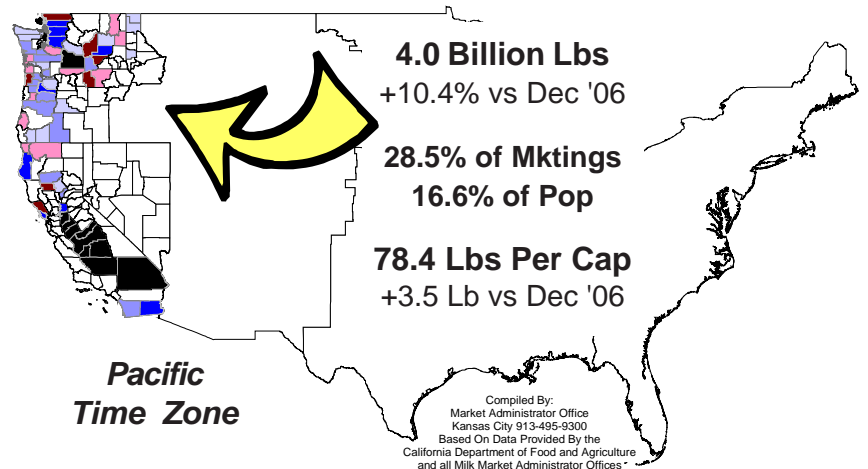 4.0 Billion Lbs
+10.4% vs Dec '06
28.5% of Mktings
16.6% of Pop
78.4 Lbs Per Cap
+3.5 Lb vs Dec '06
Pacific
Time Zone
Compiled By:
Market Administrator Office
Kansas City 913-495-9300
Based On Data Provided By the
California Department of Food and Agriculture
and all Milk Market Administrator Offices